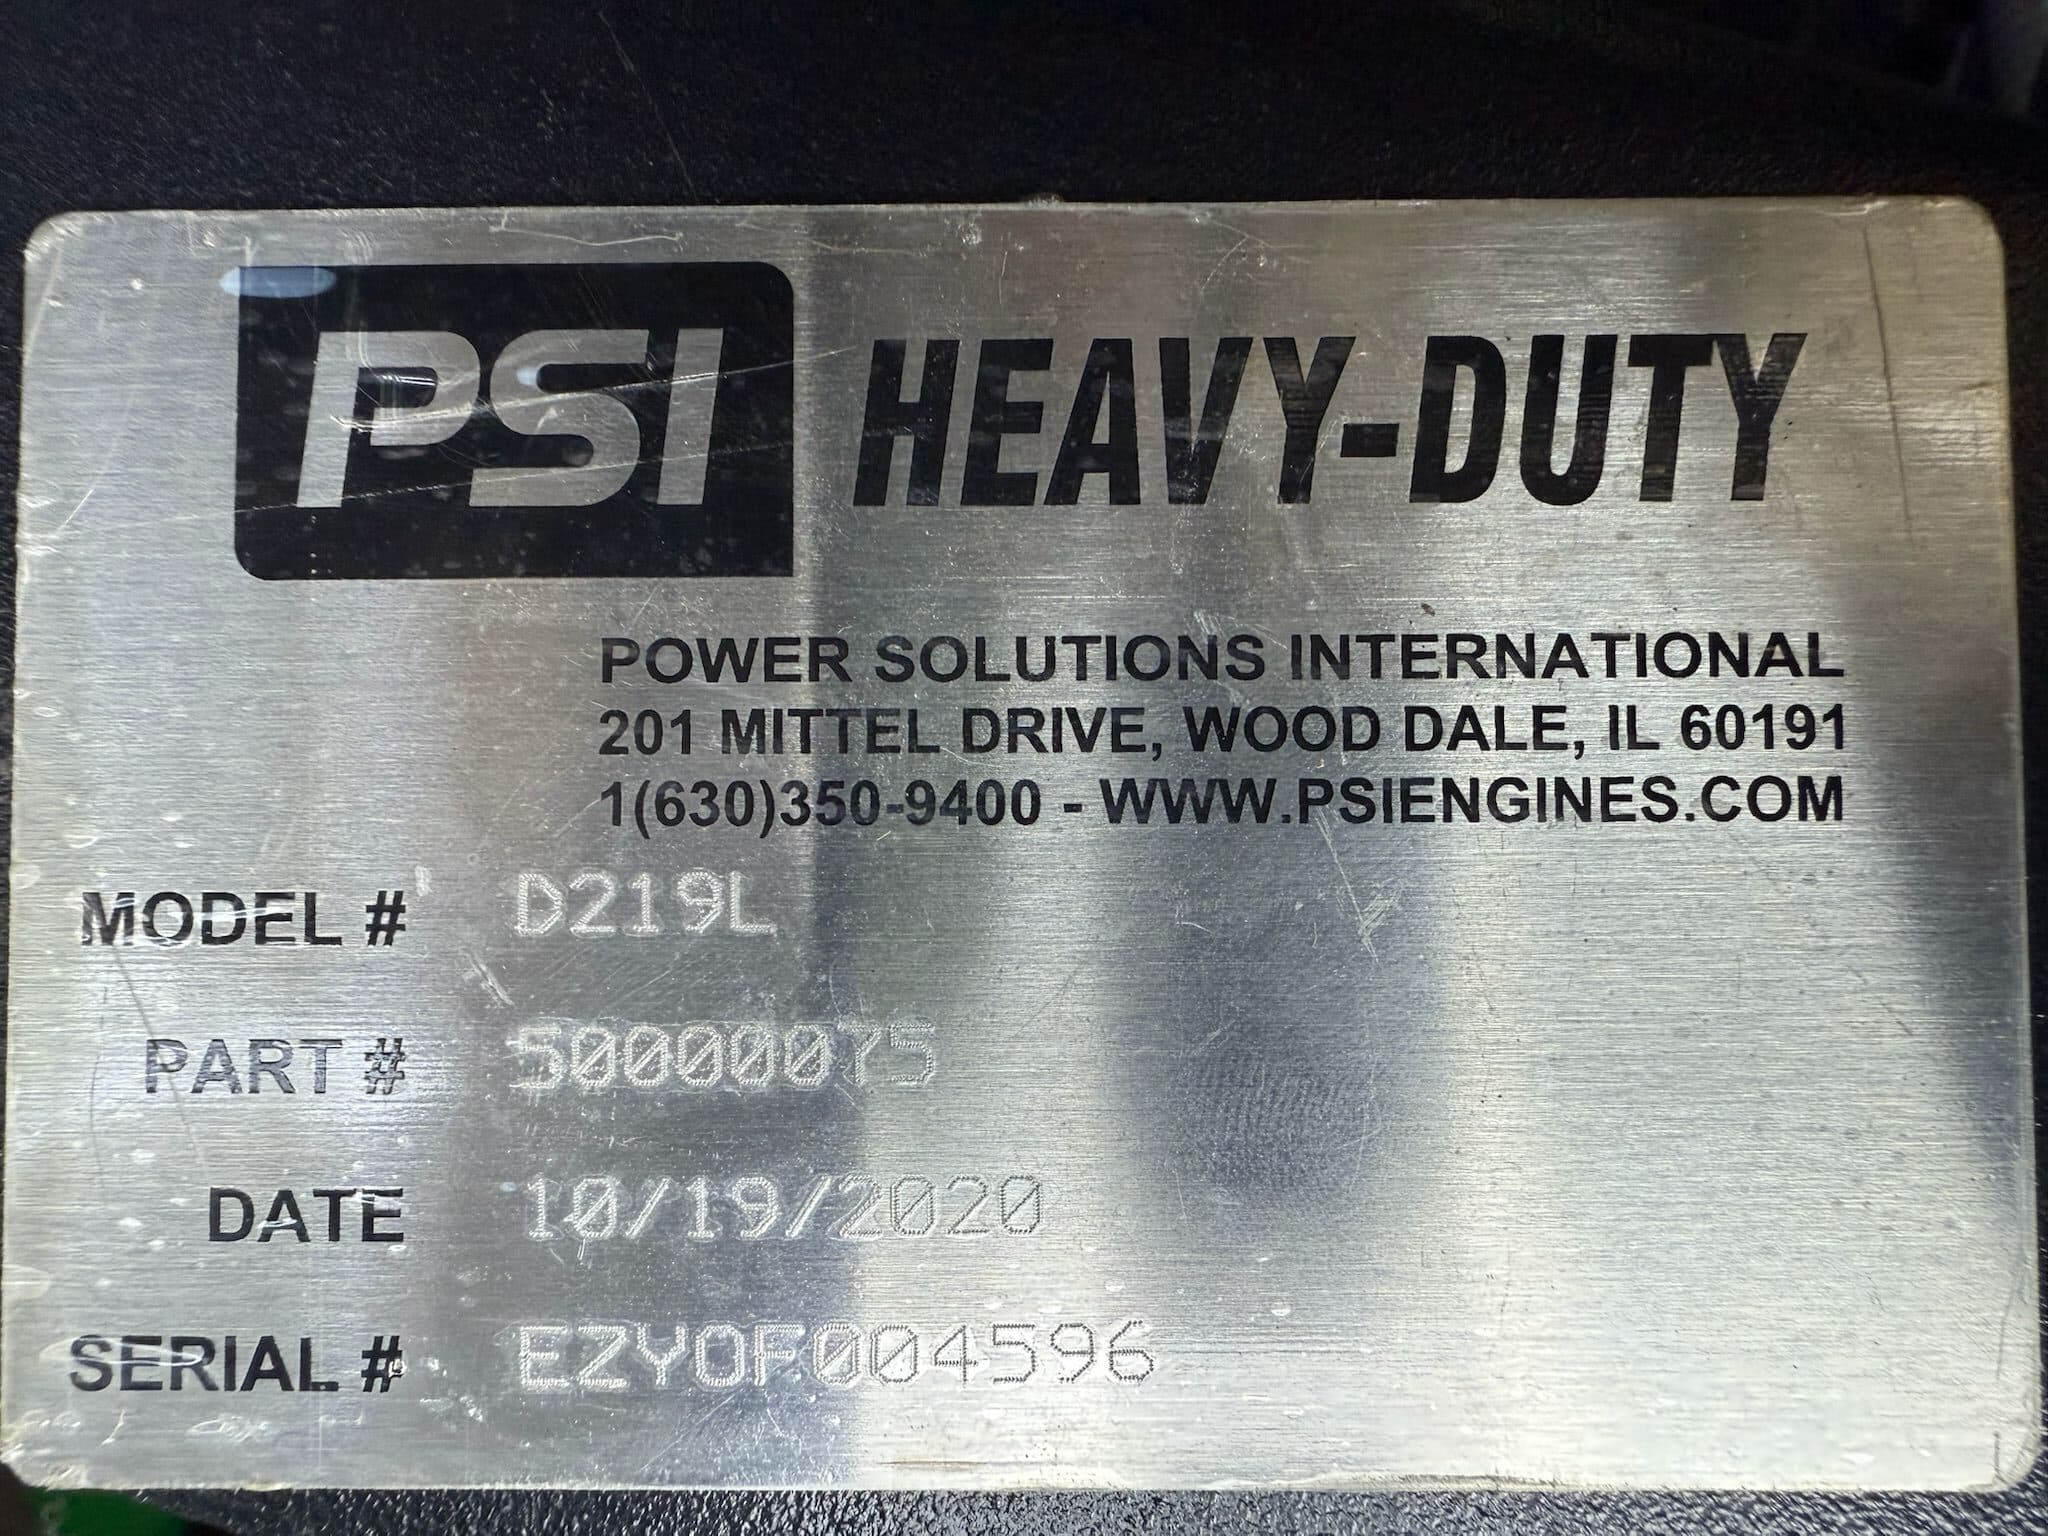 PSI HEAVY-DUTY
POWER SOLUTIONS INTERNATIONAL
201 MITTEL DRIVE, WOOD DALE, IL 60191
1(630)350-9400 - WWW.PSIENGINES.COM
MODEL # D219L
PART # 50000075
DATE 10/19/2020
SERIAL # EZYOF004596